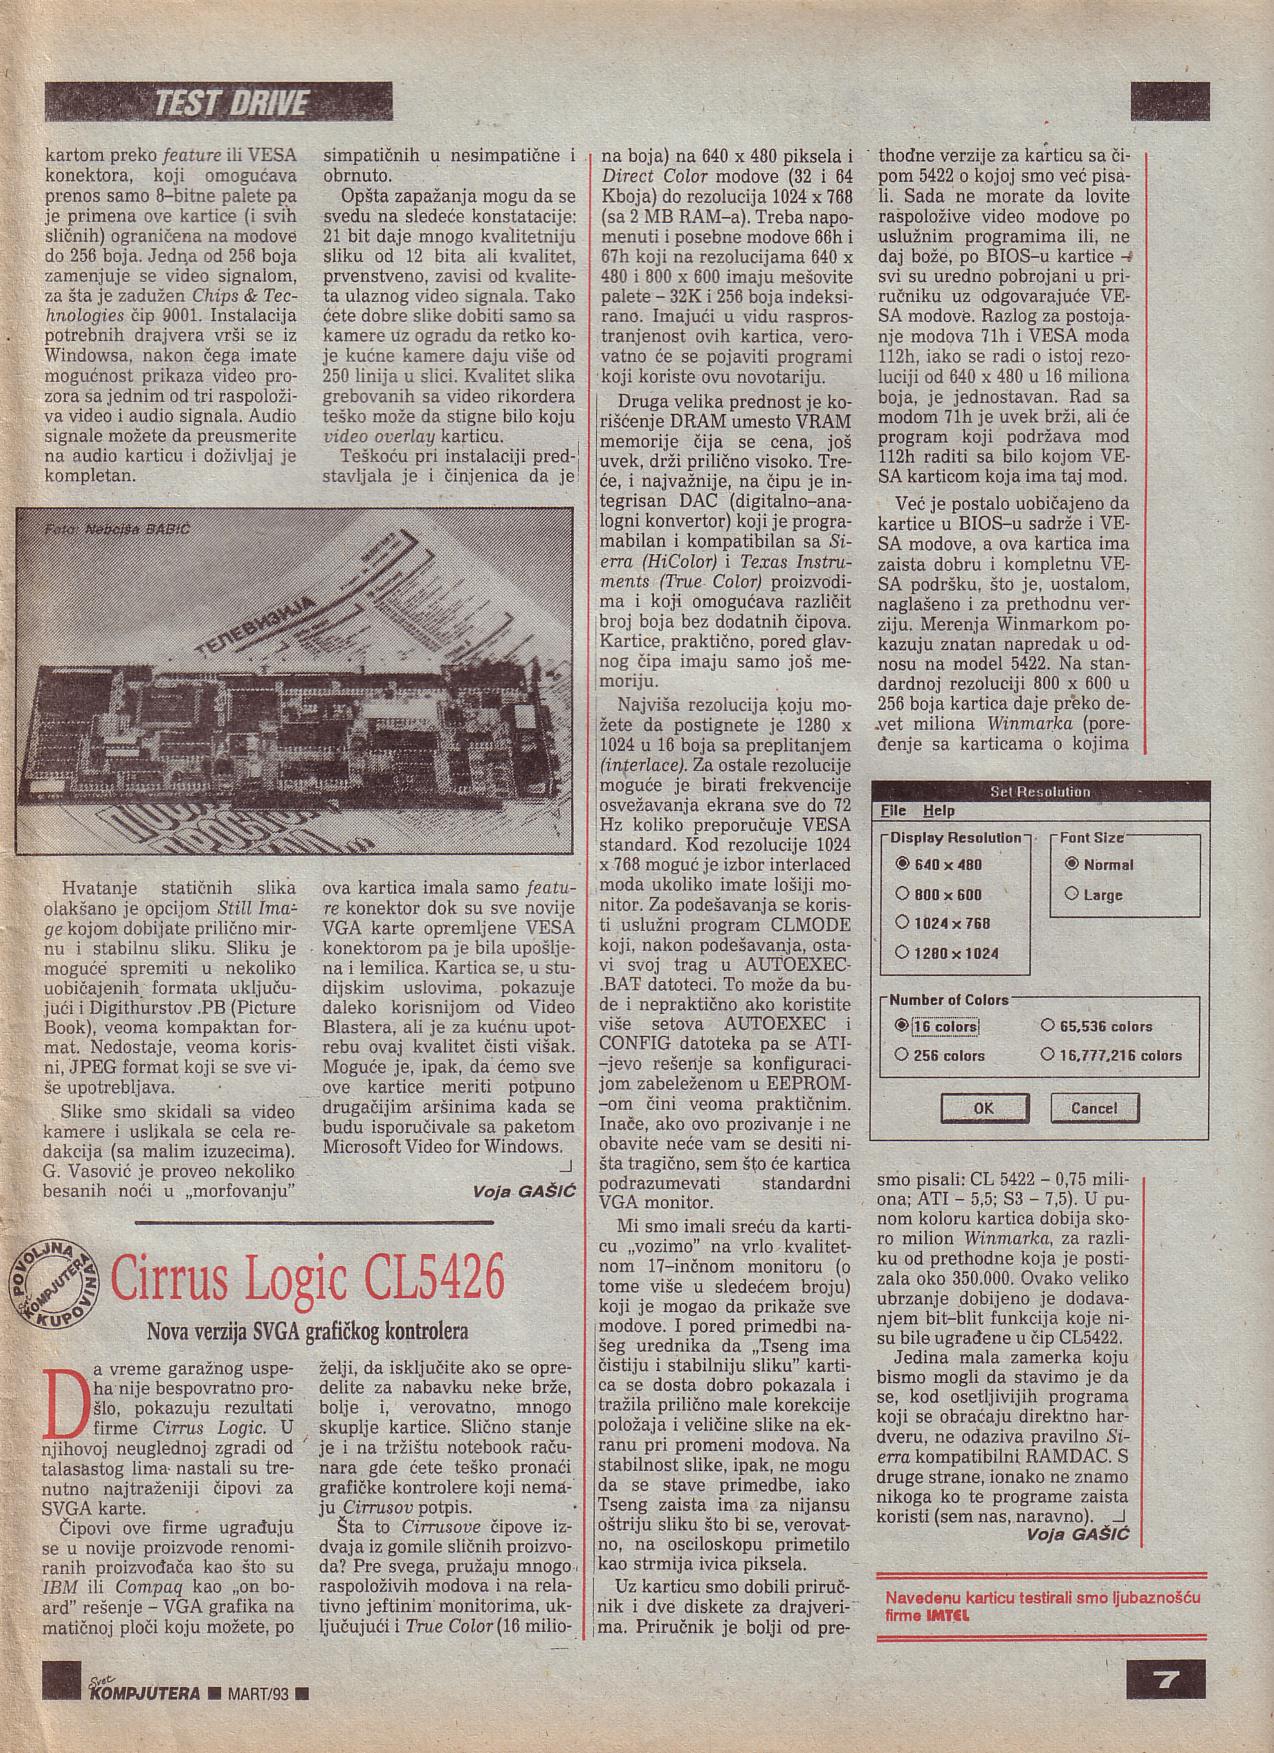 TEST DRIVE
kartom preko feature ili VESA
konektora, koji omogućava
prenos samo 8–bitne palete pa
je primena ove kartice (i svih
sličnih) ograničena na modove
do 256 boja. Jedna od 256 boja
zamenjuje se video signalom,
za šta je zadužen Chips & Tec-
hnologies čip 9001. Instalacija
potrebnih drajvera vrši se iz
Windowsa, nakon čega imate
mogućnost prikaza video pro-
zora sa jednim od tri raspoloži-
va video i audio signala. Audio
signale možete da preusmerite
na audio karticu i doživljaj je
kompletan.
simpatičnih u nesimpatične i
obrnuto.
Opšta zapažanja mogu da se
svedu na sledeće konstatacije:
21 bit daje mnogo kvalitetniju
sliku od 12 bita ali kvalitet,
prvenstveno, zavisi od kvalite-
ta ulaznog video signala. Tako
ćete dobre slike dobiti samo sa
kamere uz ogradu da retko ko-
je kućne kamere daju više od
250 linija u slici. Kvalitet slika
grebovanih sa video rikordera
teško može da stigne bilo koju
video overlay karticu.
Teškoću pri instalaciji pred-
stavljala je i činjenica da je
Foto: Nebojša BABIĆ
ТЕЛЕВИЗИЈА
Hvatanje statičnih slika
olakšano je opcijom Still Ima-
ge kojom dobijate prilično mir-
nu i stabilnu sliku. Sliku je
moguće spremiti u nekoliko
uobičajenih formata uključu-
jući i Digithurstov .PB (Picture
Book), veoma kompaktan for-
mat. Nedostaje, veoma koris-
ni, JPEG format koji se sve vi-
še upotrebljava.
Slike smo skidali sa video
kamere i usljkala se cela re-
dakcija (sa malim izuzecima).
G. Vasović je proveo nekoliko
besanih noći u „morfovanju”
ova kartica imala samo featu-
re konektor dok su sve novije
VGA karte opremljene VESA
konektorom pa je bila upošlje-
na i lemilica. Kartica se, u stu-
dijskim uslovima, pokazuje
daleko korisnijom od Video
Blastera, ali je za kućnu upot-
rebu ovaj kvalitet čisti višak.
Moguće je, ipak, da ćemo sve
ove kartice meriti potpuno
drugačijim aršinima kada se
budu isporučivale sa paketom
Microsoft Video for Windows.
Voja GAŠIĆ
POVOLJNA
Svet
KOMPJUTERA
KUPOVINA
Cirrus Logic CL5426
Nova verzija SVGA grafičkog kontrolera
Da vreme garažnog uspe-
ha nije bespovratno pro-
šlo, pokazuju rezultati
firme Cirrus Logic. U
njihovoj neuglednoj zgradi od
talasastog lima nastali su tre-
nutno najtraženiji čipovi za
SVGA karte.
Čipovi ove firme ugrađuju
se u novije proizvode renomi-
ranih proizvođača kao što su
IBM ili Compaq kao „on bo-
ard” rešenje – VGA grafika na
matičnoj ploči koju možete, po
želji, da isključite ako se opre-
delite za nabavku neke brže,
bolje i, verovatno, mnogo
skuplje kartice. Slično stanje
je i na tržištu notebook raču-
nara gde ćete teško pronaći
grafičke kontrolere koji nema-
ju Cirrusov potpis.
Šta to Cirrusove čipove iz-
dvaja iz gomile sličnih proizvo-
da? Pre svega, pružaju mnogo
raspoloživih modova i na rela-
tivno jeftinim monitorima, uk-
ljučujući i True Color (16 milio-
na boja) na 640 x 480 piksela i
Direct Color modove (32 i 64
Kboja) do rezolucija 1024 x 768
(sa 2 MB RAM–a). Treba napo-
menuti i posebne modove 66h i
67h koji na rezolucijama 640 x
480 i 800 x 600 imaju mešovite
palete – 32K i 256 boja indeksi-
rano. Imajući u vidu raspros-
tranjenost ovih kartica, vero-
vatno će se pojaviti programi
koji koriste ovu novotariju.
Druga velika prednost je ko-
rišćenje DRAM umesto VRAM
memorije čija se cena, još
uvek, drži prilično visoko. Tre-
će, i najvažnije, na čipu je in-
tegrisan DAC (digitalno–ana-
logni konvertor) koji je progra-
mabilan i kompatibilan sa Si-
erra (HiColor) i Texas Instru-
ments (True Color) proizvodi-
ma i koji omogućava različit
broj boja bez dodatnih čipova.
Kartice, praktično, pored glav-
nog čipa imaju samo još me-
moriju.
Najviša rezolucija koju mo-
žete da postignete je 1280 x
1024 u 16 boja sa preplitanjem
(interlace). Za ostale rezolucije
moguće je birati frekvencije
osvežavanja ekrana sve do 72
Hz koliko preporučuje VESA
standard. Kod rezolucije 1024
x 768 moguć je izbor interlaced
moda ukoliko imate lošiji mo-
nitor. Za podešavanja se koris-
ti uslužni program CLMODE
koji, nakon podešavanja, osta-
vi svoj trag u AUTOEXEC-
.BAT datoteci. To može da bu-
de i nepraktično ako koristite
više setova AUTOEXEC i
CONFIG datoteka pa se ATI-
–jevo rešenje sa konfiguraci-
jom zabeleženom u EEPROM-
–om čini veoma praktičnim.
Inače, ako ovo prozivanje i ne
obavite neće vam se desiti ni-
šta tragično, sem što će kartica
podrazumevati standardni
VGA monitor.
Mi smo imali sreću da karti-
cu „vozimo” na vrlo kvalitet-
nom 17–inčnom monitoru (o
tome više u sledećem broju)
koji je mogao da prikaže sve
modove. I pored primedbi na-
šeg urednika da „Tseng ima
čistiju i stabilniju sliku” karti-
ca se dosta dobro pokazala i
tražila prilično male korekcije
položaja i veličine slike na ek-
ranu pri promeni modova. Na
stabilnost slike, ipak, ne mogu
da se stave primedbe, iako
Tseng zaista ima za nijansu
oštriju sliku što bi se, verovat-
no, na osciloskopu primetilo
kao strmija ivica piksela.
Uz karticu smo dobili priruč-
nik i dve diskete za drajveri-
ma. Priručnik je bolji od pre-
thodne verzije za karticu sa či-
pom 5422 o kojoj smo već pisa-
li. Sada ne morate da lovite
raspoložive video modove po
uslužnim programima ili, ne
daj bože, po BIOS–u kartice –
svi su uredno pobrojani u pri-
ručniku uz odgovarajuće VE-
SA modove. Razlog za postoja-
nje modova 71h i VESA moda
112h, iako se radi o istoj rezo-
luciji od 640 x 480 u 16 miliona
boja, je jednostavan. Rad sa
modom 71h je uvek brži, ali će
program koji podržava mod
112h raditi sa bilo kojom VE-
SA karticom koja ima taj mod.
Već je postalo uobičajeno da
kartice u BIOS–u sadrže i VE-
SA modove, a ova kartica ima
zaista dobru i kompletnu VE-
SA podršku, što je, uostalom,
naglašeno i za prethodnu ver-
ziju. Merenja Winmarkom po-
kazuju znatan napredak u od-
nosu na model 5422. Na stan-
dardnoj rezoluciji 800 x 600 u
256 boja kartica daje preko de-
vet miliona Winmarka (pore-
đenje sa karticama o kojima
Set Resolution
File Help
Display Resolution
640 x 480
800 x 600
1024 x 768
1280 x 1024
Font Size
Normal
Large
Number of Colors
16 colors
65,536 colors
256 colors
16,777,216 colors
OK
Cancel
smo pisali: CL 5422 – 0,75 mili-
ona; ATI – 5,5; S3 – 7,5). U pu-
nom koloru kartica dobija sko-
ro milion Winmarka, za razli-
ku od prethodne koja je posti-
zala oko 350.000. Ovako veliko
ubrzanje dobijeno je dodava-
njem bit–blit funkcija koje ni-
su bile ugrađene u čip CL5422.
Jedina mala zamerka koju
bismo mogli da stavimo je da
se, kod osetljivijih programa
koji se obraćaju direktno har-
dveru, ne odaziva pravilno Si-
erra kompatibilni RAMDAC. S
druge strane, ionako ne znamo
nikoga ko te programe zaista
koristi (sem nas, naravno).
Voja GAŠIĆ
Navedenu karticu testirali smo ljubaznošću
firme IMTEL
Svet
KOMPJUTERA ■ MART/93 ■
7